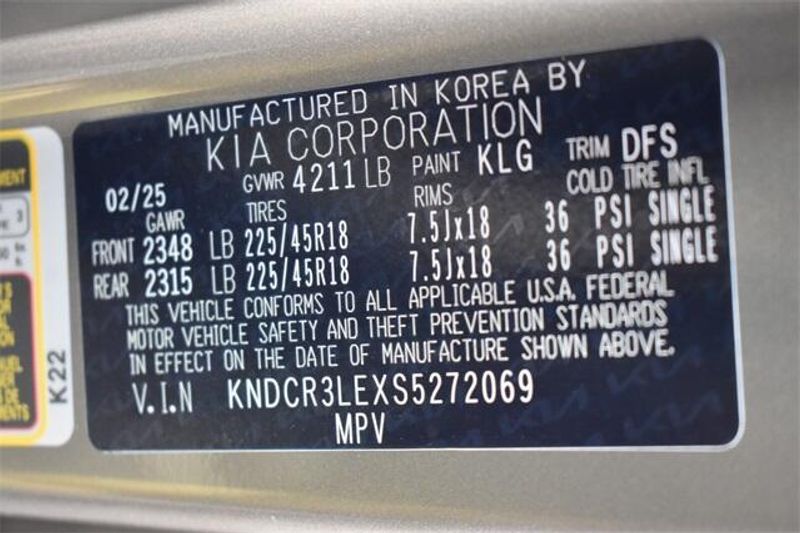 MANUFACTURED IN KOREA BY
KIA CORPORATION
02/25 GVWR 4211 LB PAINT KLG TRIM DFS
GAWR TIRES RIMS COLD TIRE INFL
FRONT 2348 LB 225/45R18 7.5Jx18 36 PSI SINGLE
REAR 2315 LB 225/45R18 7.5Jx18 36 PSI SINGLE
THIS VEHICLE CONFORMS TO ALL APPLICABLE U.S.A. FEDERAL
MOTOR VEHICLE SAFETY AND THEFT PREVENTION STANDARDS
IN EFFECT ON THE DATE OF MANUFACTURE SHOWN ABOVE.
V.I.N KNDCR3LEXS5272069
MPV
K22